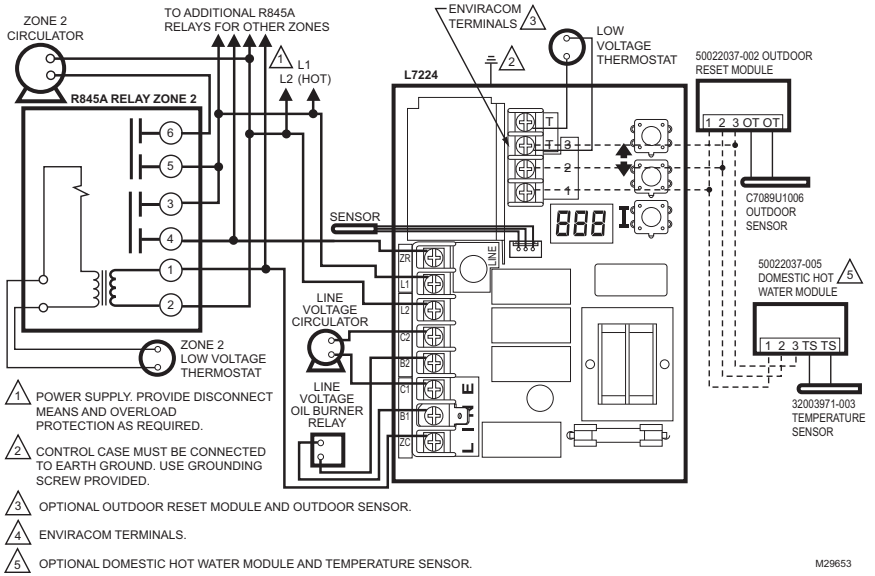 ZONE 2
CIRCULATOR
TO ADDITIONAL R845A
RELAYS FOR OTHER ZONES
1
L1
L2 (HOT)
ENVIRACOM
TERMINALS
3
2
L7224
LOW
VOLTAGE
THERMOSTAT
50022037-002 OUTDOOR
RESET MODULE
1 2 3 OT OT
R845A RELAY ZONE 2
6
5
3
4
1
2
T
T
3
2
1
SENSOR
C7089U1006
OUTDOOR
SENSOR
LINE
ZR
L1
L2
C2
B2
C1
B1
ZC
LINE
50022037-005
DOMESTIC HOT
WATER MODULE
5
1 2 3 TS TS
32003971-003
TEMPERATURE
SENSOR
LINE
VOLTAGE
CIRCULATOR
ZONE 2
LOW VOLTAGE
THERMOSTAT
LINE
VOLTAGE
OIL BURNER
RELAY
1 POWER SUPPLY. PROVIDE DISCONNECT
MEANS AND OVERLOAD
PROTECTION AS REQUIRED.
2 CONTROL CASE MUST BE CONNECTED
TO EARTH GROUND. USE GROUNDING
SCREW PROVIDED.
3 OPTIONAL OUTDOOR RESET MODULE AND OUTDOOR SENSOR.
4 ENVIRACOM TERMINALS.
5 OPTIONAL DOMESTIC HOT WATER MODULE AND TEMPERATURE SENSOR.
M29653